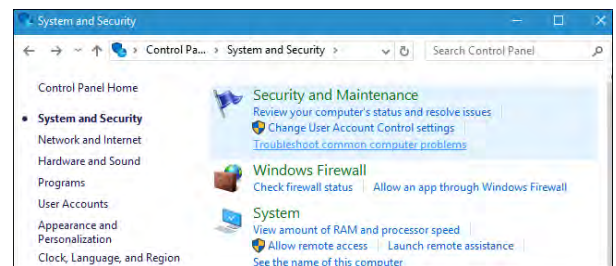 System and Security
Control Pa... › System and Security ›
Search Control Panel
Control Panel Home
System and Security
Network and Internet
Hardware and Sound
Programs
User Accounts
Appearance and
Personalization
Clock, Language, and Region
Security and Maintenance
Review your computer's status and resolve issues
Change User Account Control settings
Troubleshoot common computer problems
Windows Firewall
Check firewall status
Allow an app through Windows Firewall
System
View amount of RAM and processor speed
Allow remote access
Launch remote assistance
See the name of this computer